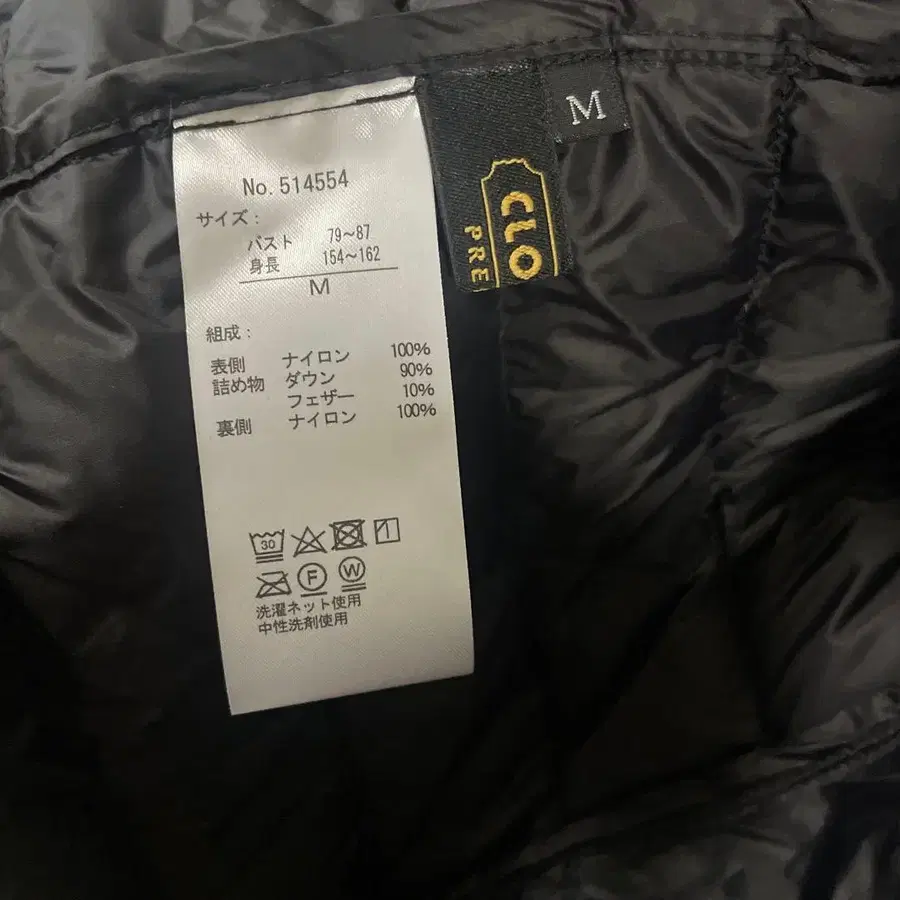 No.514554
サイズ:
バスト 79~87
身長 154~162
M
組成:
表側 ナイロン 100%
詰め物 ダウン 90%
フェザー 10%
裏側 ナイロン 100%
30
F W
洗濯ネット使用
中性洗剤使用
CLO
PRE
M